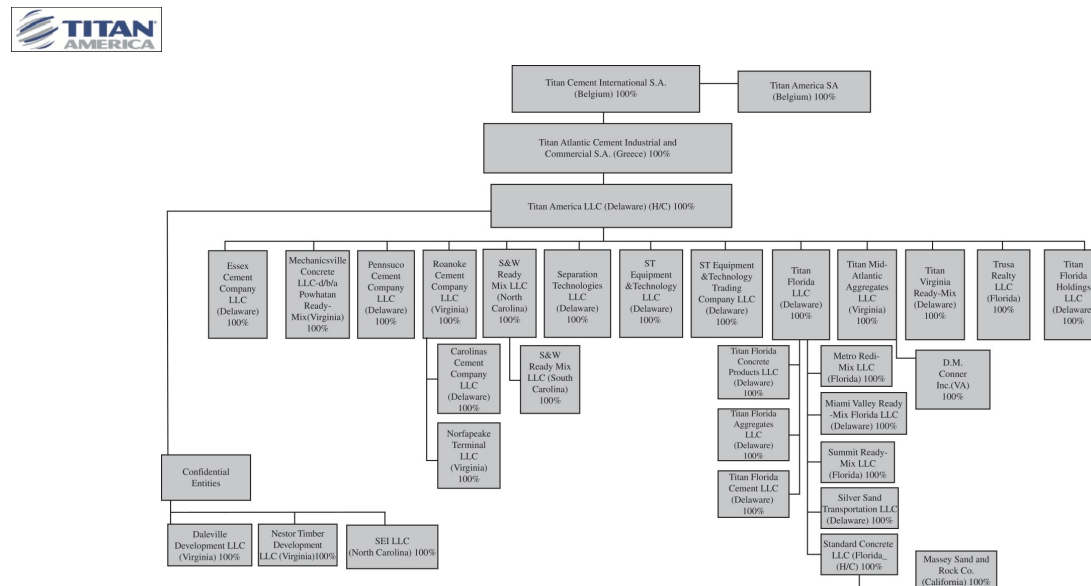 TITAN
AMERICA
Titan Cement International S.A.
(Belgium) 100%
Titan America SA
(Belgium) 100%
Titan Atlantic Cement Industrial and
Commercial S.A. (Greece) 100%
Titan America LLC (Delaware) (H/C) 100%
Essex
Cement
Company
LLC
(Delaware)
100%
Mechanicsville
Concrete
LLC-d/b/a
Powhatan
Ready-
Mix(Virginia)
100%
Pennsuco
Cement
Company
LLC
(Delaware)
100%
Roanoke
Cement
Company
LLC
(Virginia)
100%
S&W
Ready
Mix LLC
(North
Carolina)
100%
Separation
Technologies
LLC
(Delaware)
100%
ST
Equipment
&Technology
LLC
(Delaware)
100%
ST Equipment
&Technology
Trading
Company LLC
(Delaware)
100%
Titan
Florida
LLC
(Delaware)
100%
Titan Mid-
Atlantic
Aggregates
LLC
(Virginia)
100%
Titan
Virginia
Ready-Mix
(Delaware)
100%
Trusa
Realty
LLC
(Florida)
100%
Titan
Florida
Holdings
LLC
(Delaware
100%
Carolinas
Cement
Company
LLC
(Delaware)
100%
Norfapeake
Terminal
LLC
(Virginia)
100%
S&W
Ready Mix
LLC (South
Carolina)
100%
Titan Florida
Concrete
Products LLC
(Delaware)
100%
Titan Florida
Aggregates
LLC
(Delaware)
100%
Titan Florida
Cement LLC
(Delaware)
100%
Metro Redi-
Mix LLC
(Florida) 100%
Miami Valley Ready
-Mix Florida LLC
(Delaware) 100%
Summit Ready-
Mix LLC
(Florida) 100%
Silver Sand
Transportation LLC
(Delaware) 100%
Standard Concrete
LLC (Florida_
(H/C) 100%
D.M.
Conner
Inc.(VA)
100%
Massey Sand and
Rock Co.
(California) 100%
Confidential
Entities
Daleville
Development LLC
(Virginia) 100%
Nestor Timber
Development
LLC (Virginia)100%
SEI LLC
(North Carolina) 100%